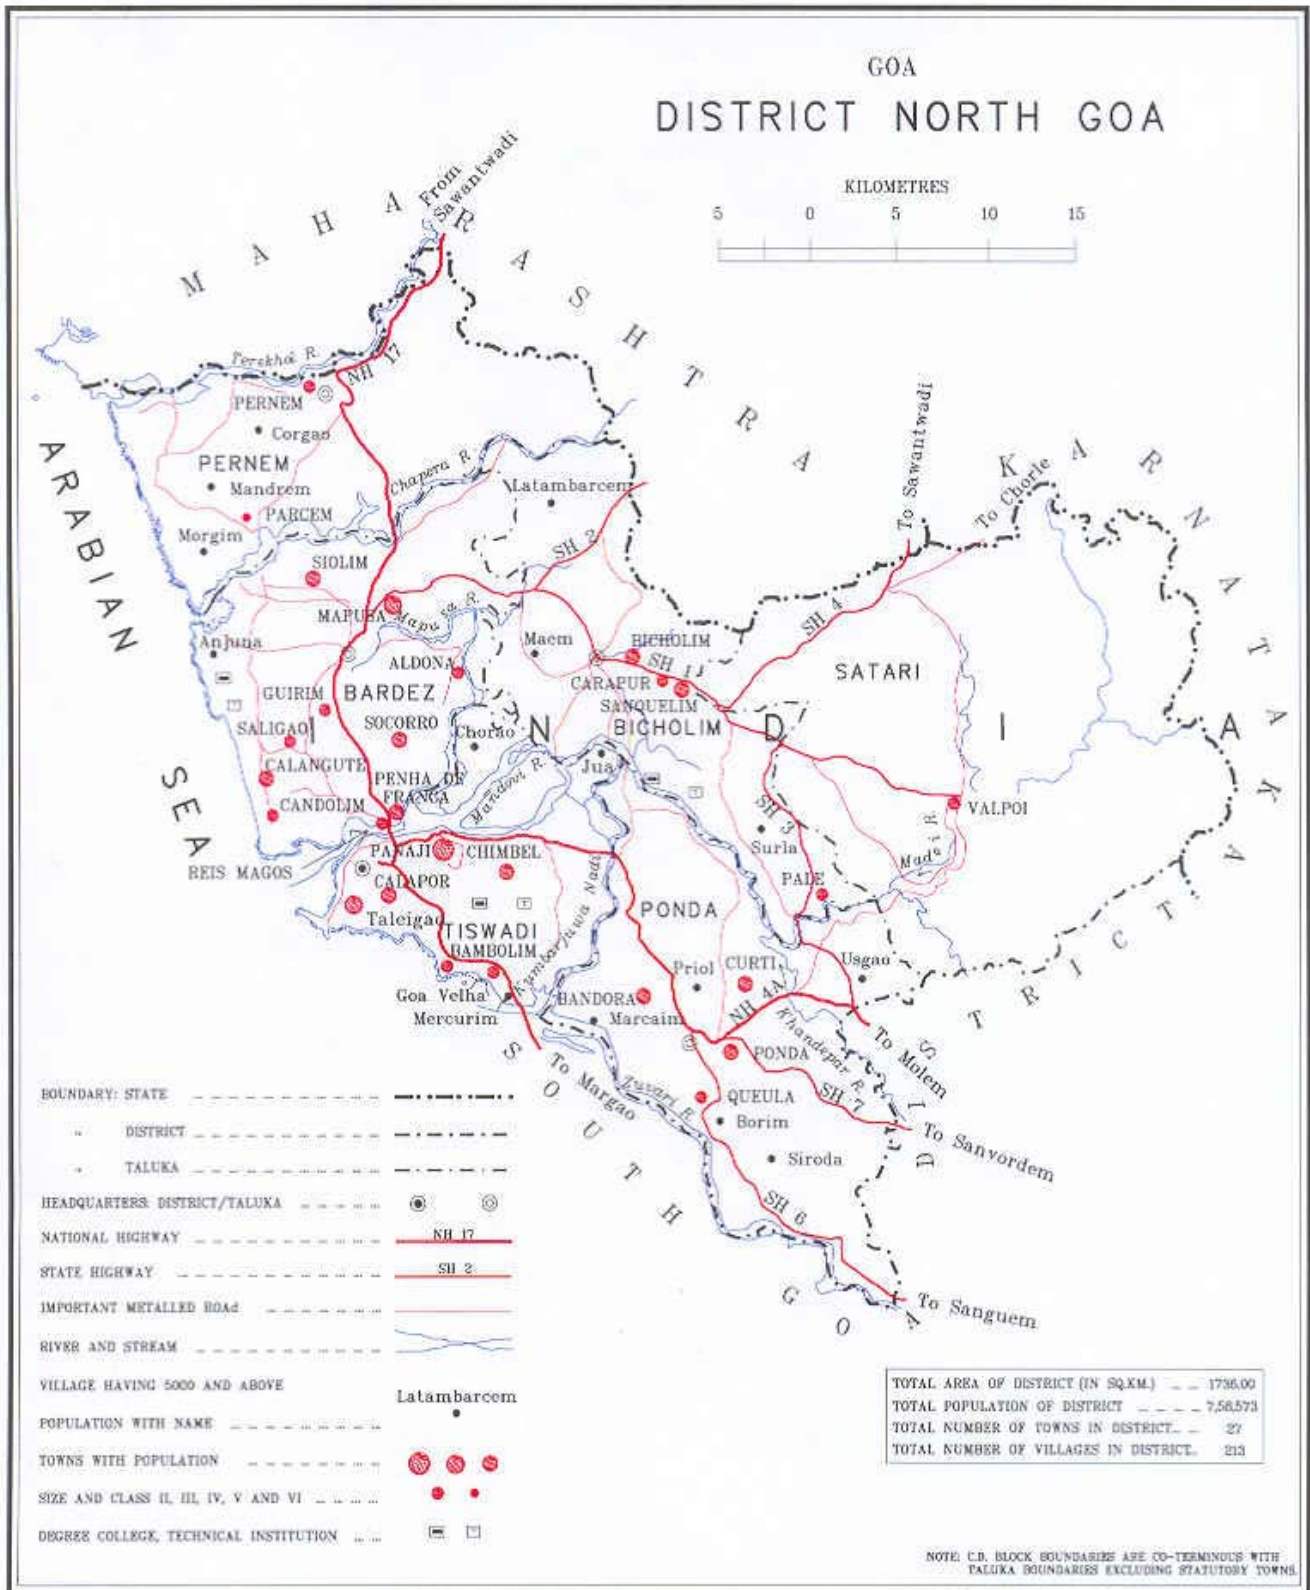 GOA
DISTRICT NORTH GOA
KILOMETRES
5 0 5 10 15
MAHARASHTRA
From Sawantwadi
Terekhol R.
NH 17
PERNEM
Corgao
PERNEM
Mandrem
PARCEM
Morgim
Chapora R.
Latambarcem
To Sawantwadi
To Chorle
KARNATAKA
ARABIAN SEA
SIOLIM
SH 2
MAPUSA
Mapusa R.
SH 4
Anjuna
ALDONA
Maem
BICHOLIM
SH 1
SATARI
GUIRIM
BARDEZ
CARAPUR
SANQUELIM
SALIGAO
SOCORRO
Chorao
BICHOLIM
I N D I A
CALANGUTE
PENHA DE
FRANCA
Mandovi R.
Jua
CANDOLIM
SH 3
VALPOI
REIS MAGOS
PANAJI
CHIMBEL
Surla
Madei R.
CALAPOR
PALE
Taleigao
TISWADI
Kumbarjuwa Nadi
PONDA
BAMBOLIM
Priol
CURTI
Usgao
Goa Velha
BANDORA
NH 4A
Mercurim
Marcaim
Khandepar R.
To Molem
PONDA
To Margao
Zuvari R.
QUEULA
SH 7
Borim
To Sanvordem
Siroda
SH 6
To Sanguem
SOUTH GOA
DISTRICT
BOUNDARY: STATE
" DISTRICT
" TALUKA
HEADQUARTERS: DISTRICT/TALUKA
NATIONAL HIGHWAY NH 17
STATE HIGHWAY SH 2
IMPORTANT METALLED ROAd
RIVER AND STREAM
VILLAGE HAVING 5000 AND ABOVE
Latambarcem
POPULATION WITH NAME
TOWNS WITH POPULATION
SIZE AND CLASS II, III, IV, V AND VI
DEGREE COLLEGE, TECHNICAL INSTITUTION
TOTAL AREA OF DISTRICT (IN SQ.KM.) 1736.00
TOTAL POPULATION OF DISTRICT 7,58,573
TOTAL NUMBER OF TOWNS IN DISTRICT 27
TOTAL NUMBER OF VILLAGES IN DISTRICT 213
NOTE: C.D. BLOCK BOUNDARIES ARE CO-TERMINUS WITH
TALUKA BOUNDARIES EXCLUDING STATUTORY TOWNS.